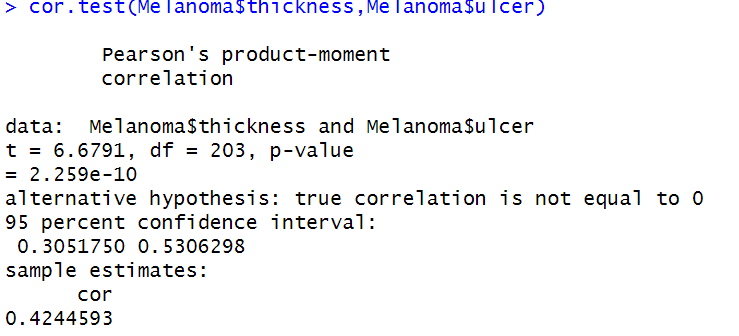 > cor.test(Melanoma$thickness,Melanoma$ulcer)
Pearson's product-moment
correlation
data:  Melanoma$thickness and Melanoma$ulcer
t = 6.6791, df = 203, p-value
= 2.259e-10
alternative hypothesis: true correlation is not equal to 0
95 percent confidence interval:
0.3051750 0.5306298
sample estimates:
cor
0.4244593